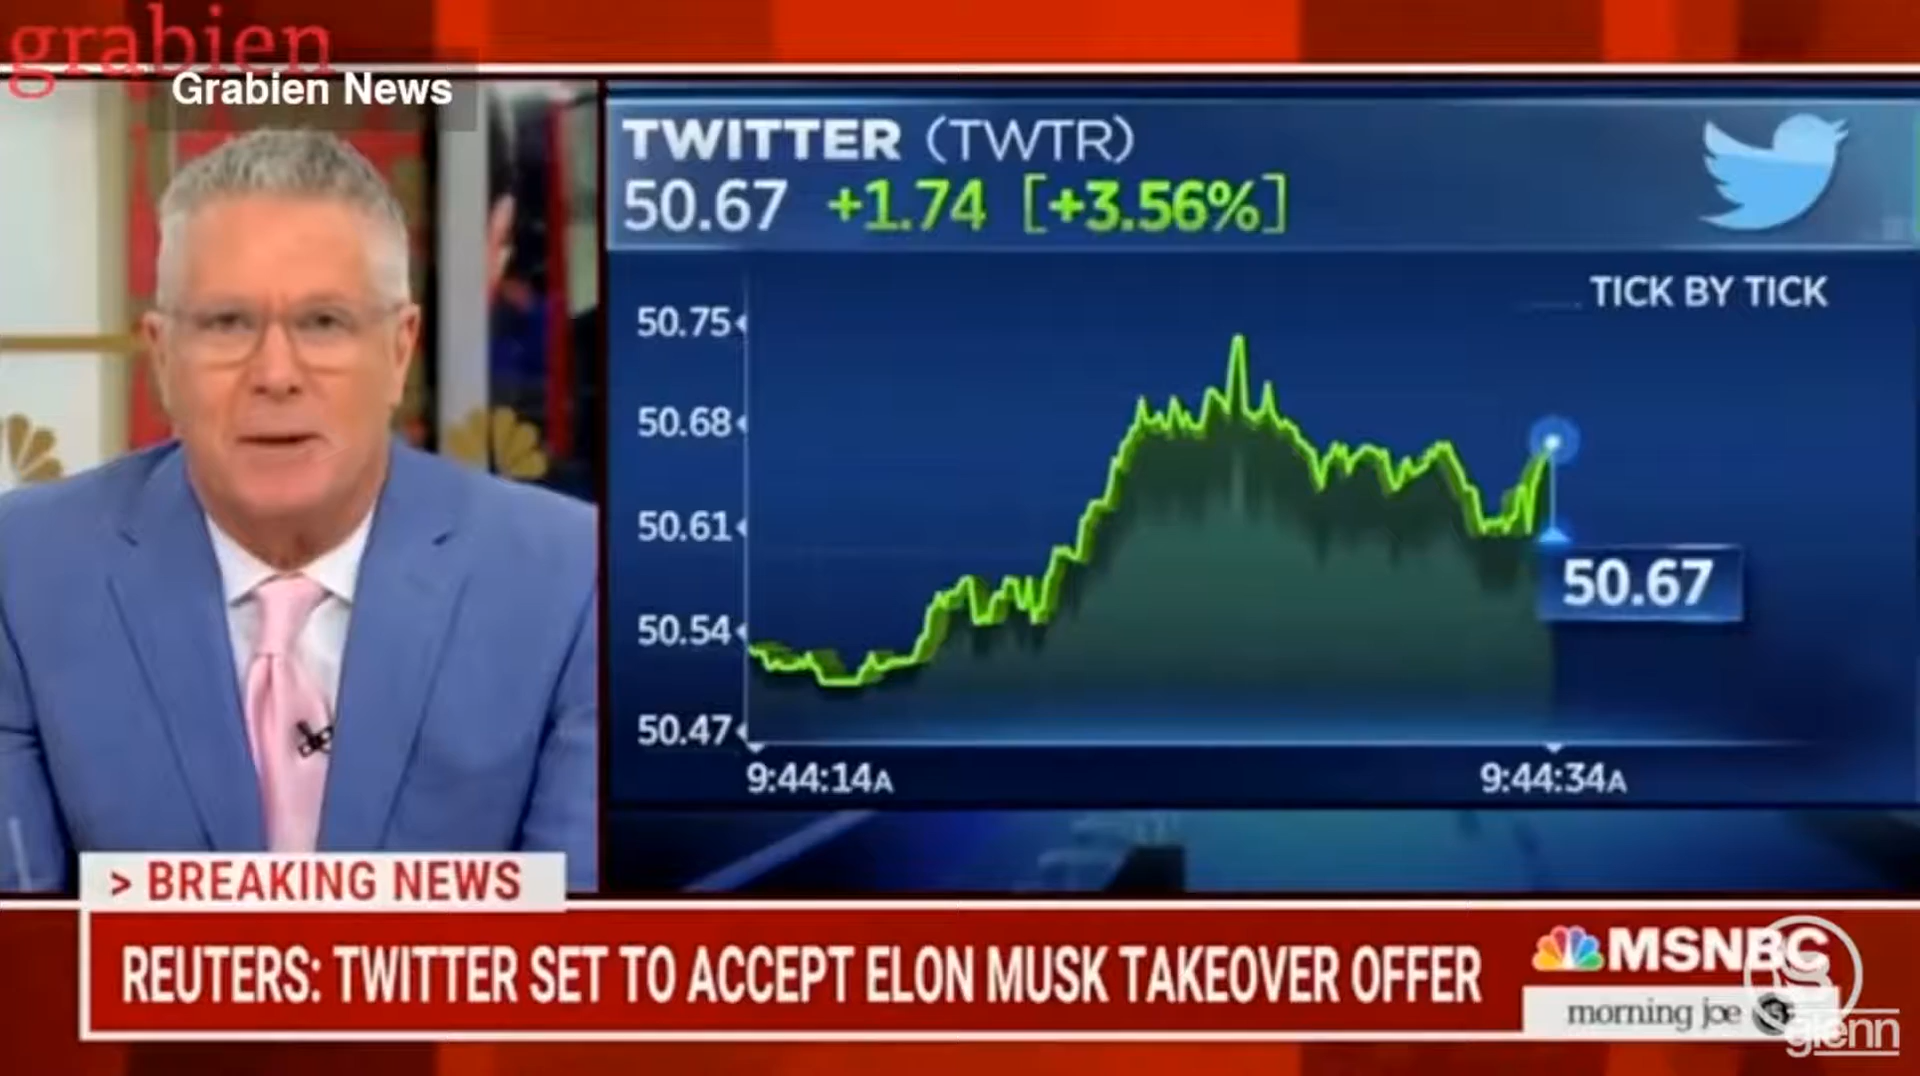 grabien
Grabien News
TWITTER (TWTR)
50.67 +1.74 [+3.56%]
TICK BY TICK
50.75
50.68
50.61
50.54
50.47
50.67
9:44:14A
9:44:34A
> BREAKING NEWS
REUTERS: TWITTER SET TO ACCEPT ELON MUSK TAKEOVER OFFER
MSNBC
morning joe
glenn